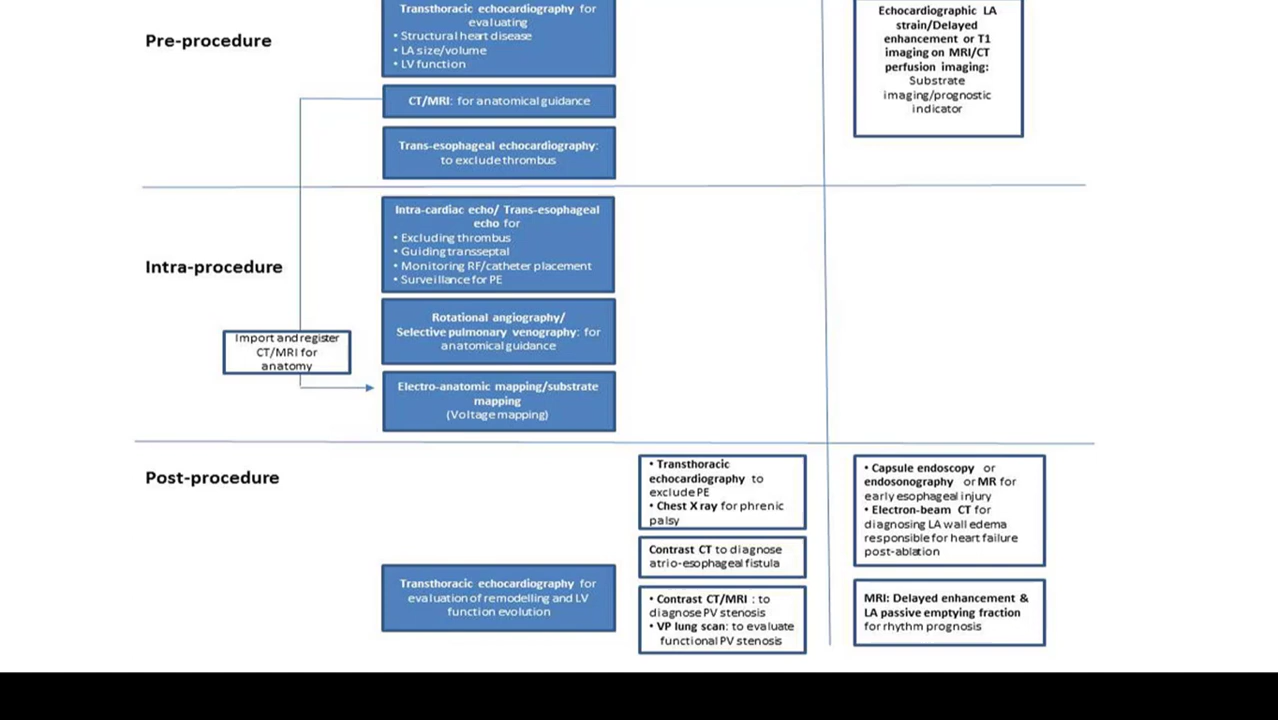 Pre-procedure
Transthoracic echocardiography for
evaluating
• Structural heart disease
• LA size/volume
• LV function
CT/MRI: for anatomical guidance
Trans-esophageal echocardiography:
to exclude thrombus
Echocardiographic LA
strain/Delayed
enhancement or T1
imaging on MRI/CT
perfusion imaging:
Substrate
imaging/prognostic
indicator
Intra-procedure
Intra-cardiac echo/ Trans-esophageal
echo for
• Excluding thrombus
• Guiding transseptal
• Monitoring RF/catheter placement
• Surveillance for PE
Rotational angiography/
Selective pulmonary venography: for
anatomical guidance
Import and register
CT/MRI for
anatomy
Electro-anatomic mapping/substrate
mapping
(Voltage mapping)
Post-procedure
Transthoracic echocardiography for
evaluation of remodelling and LV
function evolution
• Transthoracic
echocardiography to
exclude PE
• Chest X ray for phrenic
palsy
Contrast CT to diagnose
atrio-esophageal fistula
• Contrast CT/MRI : to
diagnose PV stenosis
• VP lung scan: to evaluate
functional PV stenosis
• Capsule endoscopy or
endosonography or MR for
early esophageal injury
• Electron-beam CT for
diagnosing LA wall edema
responsible for heart failure
post-ablation
MRI: Delayed enhancement &
LA passive emptying fraction
for rhythm prognosis